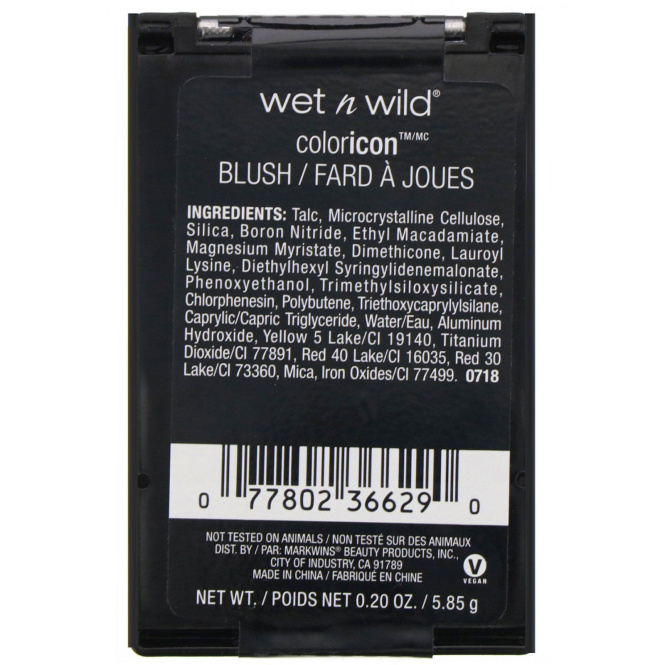 wet n wild®
coloricon™/MC
BLUSH / FARD À JOUES
INGREDIENTS: Talc, Microcrystalline Cellulose,
Silica, Boron Nitride, Ethyl Macadamiate,
Magnesium Myristate, Dimethicone, Lauroyl
Lysine, Diethylhexyl Syringylidenemalonate,
Phenoxyethanol, Trimethylsiloxysilicate,
Chlorphenesin, Polybutene, Triethoxycaprylylsilane,
Caprylic/Capric Triglyceride, Water/Eau, Aluminum
Hydroxide, Yellow 5 Lake/CI 19140, Titanium
Dioxide/CI 77891, Red 40 Lake/CI 16035, Red 30
Lake/CI 73360, Mica, Iron Oxides/CI 77499. 0718
0 77802 36629 0
NOT TESTED ON ANIMALS / NON TESTÉ SUR DES ANIMAUX
DIST. BY / PAR: MARKWINS® BEAUTY PRODUCTS, INC.,
CITY OF INDUSTRY, CA 91789
MADE IN CHINA / FABRIQUÉ EN CHINE
V
VEGAN
NET WT. / POIDS NET 0.20 OZ. / 5.85 g